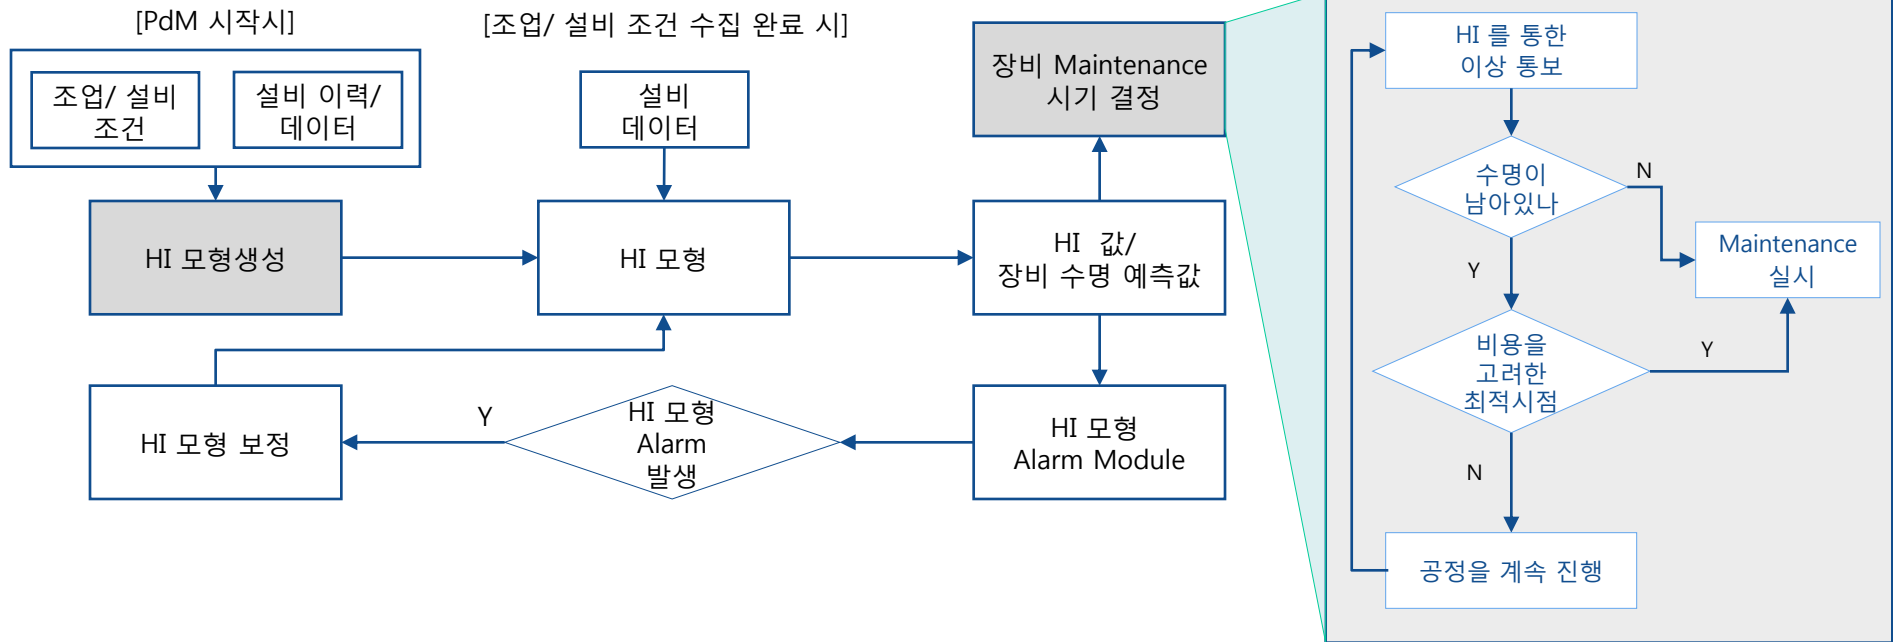 [PdM 시작시]
조업/ 설비
조건
설비 이력/
데이터
HI 모형생성
[조업/ 설비 조건 수집 완료 시]
설비
데이터
HI 모형
장비 Maintenance
시기 결정
HI 값/
장비 수명 예측값
HI 모형
Alarm Module
HI 모형
Alarm
발생
Y
HI 모형 보정
HI 를 통한
이상 통보
수명이
남아있나
N
Y
Maintenance
실시
비용을
고려한
최적시점
Y
N
공정을 계속 진행